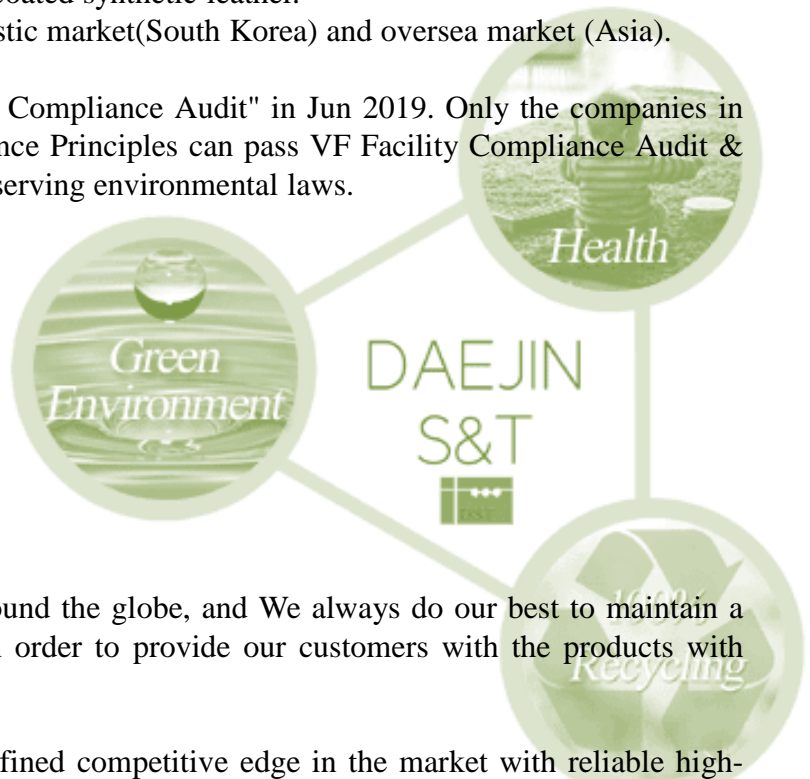 stic market(South Korea) and oversea market (Asia).
Compliance Audit" in Jun 2019. Only the companies in
nce Principles can pass VF Facility Compliance Audit &
serving environmental laws.
Health
Green
Environment
DAEJIN
S&T
ound the globe, and We always do our best to maintain a
order to provide our customers with the products with
100%
Recycling
fined competitive edge in the market with reliable high-